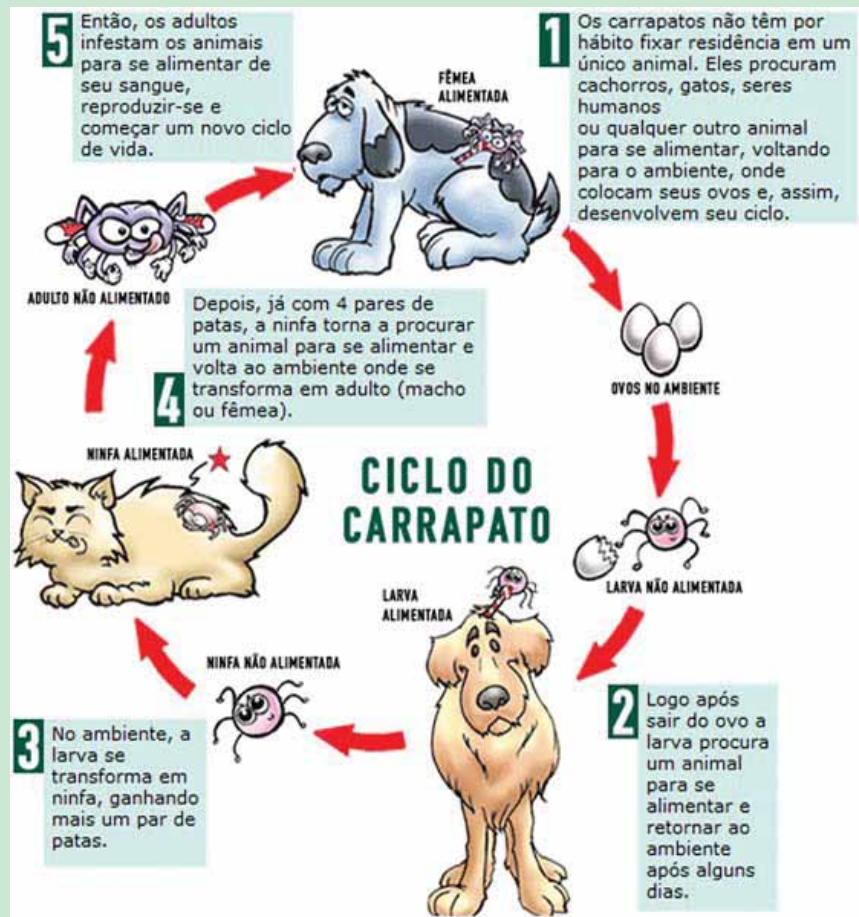 1
Os carrapatos não têm por
hábito fixar residência em um
único animal. Eles procuram
cachorros, gatos, seres
humanos
ou qualquer outro animal
para se alimentar, voltando
para o ambiente, onde
colocam seus ovos e, assim,
desenvolvem seu ciclo.
FÊMEA
ALIMENTADA
OVOS NO AMBIENTE
LARVA NÃO ALIMENTADA
2
Logo após
sair do ovo a
larva procura
um animal
para se
alimentar e
retornar ao
ambiente
após alguns
dias.
LARVA
ALIMENTADA
CICLO DO
CARRAPATO
NINFA NÃO ALIMENTADA
3
No ambiente, a
larva se
transforma em
ninfa, ganhando
mais um par de
patas.
NINFA ALIMENTADA
4
Depois, já com 4 pares de
patas, a ninfa torna a procurar
um animal para se alimentar e
volta ao ambiente onde se
transforma em adulto (macho
ou fêmea).
ADULTO NÃO ALIMENTADO
5
Então, os adultos
infestam os animais
para se alimentar de
seu sangue,
reproduzir-se e
começar um novo ciclo
de vida.